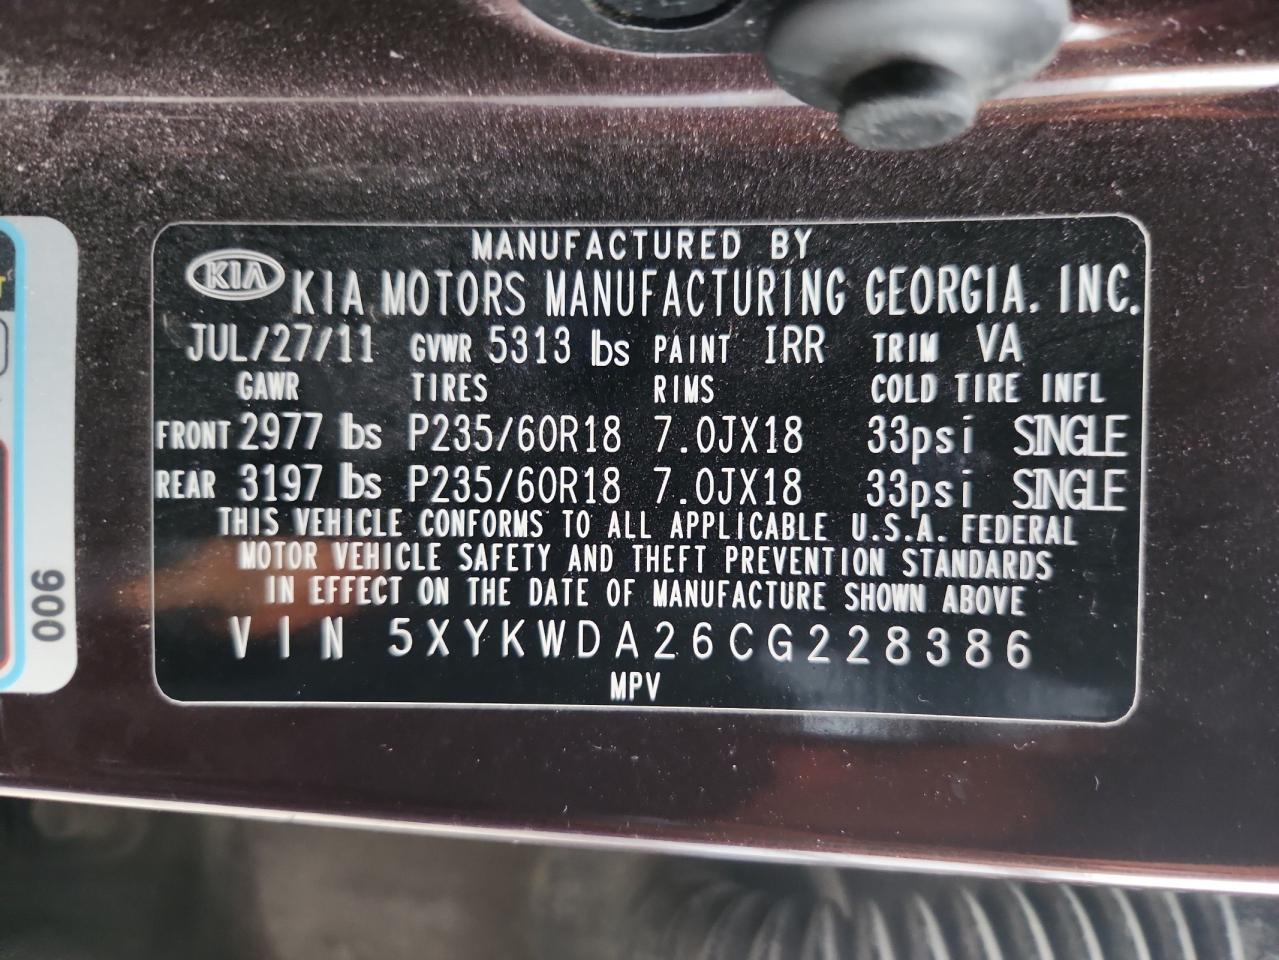 MANUFACTURED BY
KIA KIA MOTORS MANUFACTURING GEORGIA, INC.
JUL/27/11 GVWR 5313 lbs PAINT IRR TRIM VA
GAWR TIRES RIMS COLD TIRE INFL
FRONT 2977 lbs P235/60R18 7.0JX18 33psi SINGLE
REAR 3197 lbs P235/60R18 7.0JX18 33psi SINGLE
THIS VEHICLE CONFORMS TO ALL APPLICABLE U.S.A. FEDERAL
MOTOR VEHICLE SAFETY AND THEFT PREVENTION STANDARDS
IN EFFECT ON THE DATE OF MANUFACTURE SHOWN ABOVE
VIN 5XYKWDA26CG228386
MPV
006